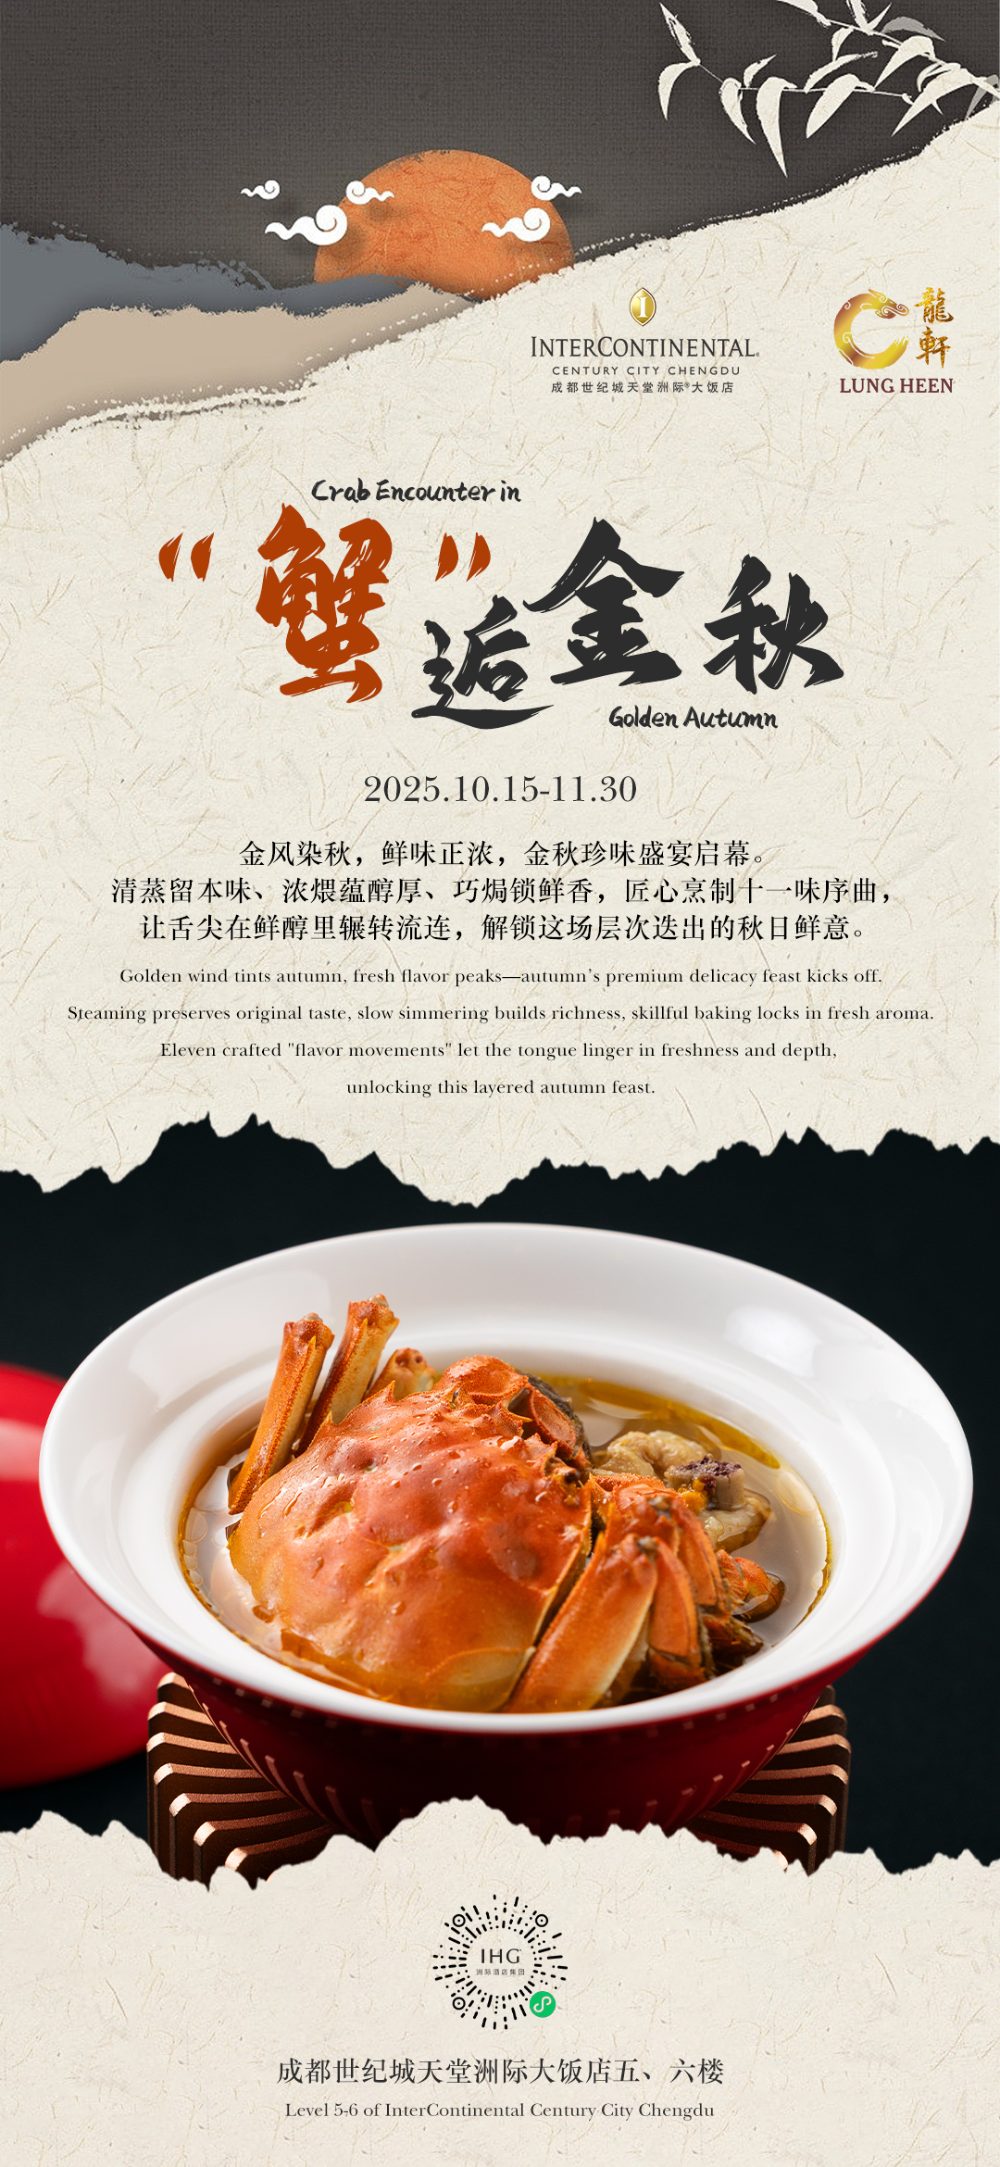 INTERCONTINENTAL®
CENTURY CITY CHENGDU
成都世纪城天堂洲际®大饭店
龍軒
LUNG HEEN
Crab Encounter in
“蟹”逅金秋
Golden Autumn
2025.10.15-11.30
金风染秋，鲜味正浓，金秋珍味盛宴启幕。
清蒸留本味、浓煨蕴醇厚、巧焗锁鲜香，匠心烹制十一味序曲，
让舌尖在鲜醇里辗转流连，解锁这场层次迭出的秋日鲜意。
Golden wind tints autumn, fresh flavor peaks—autumn’s premium delicacy feast kicks off.
Steaming preserves original taste, slow simmering builds richness, skillful baking locks in fresh aroma.
Eleven crafted "flavor movements" let the tongue linger in freshness and depth,
unlocking this layered autumn feast.
IHG
洲际酒店集团
成都世纪城天堂洲际大饭店五、六楼
Level 5-6 of InterContinental Century City Chengdu